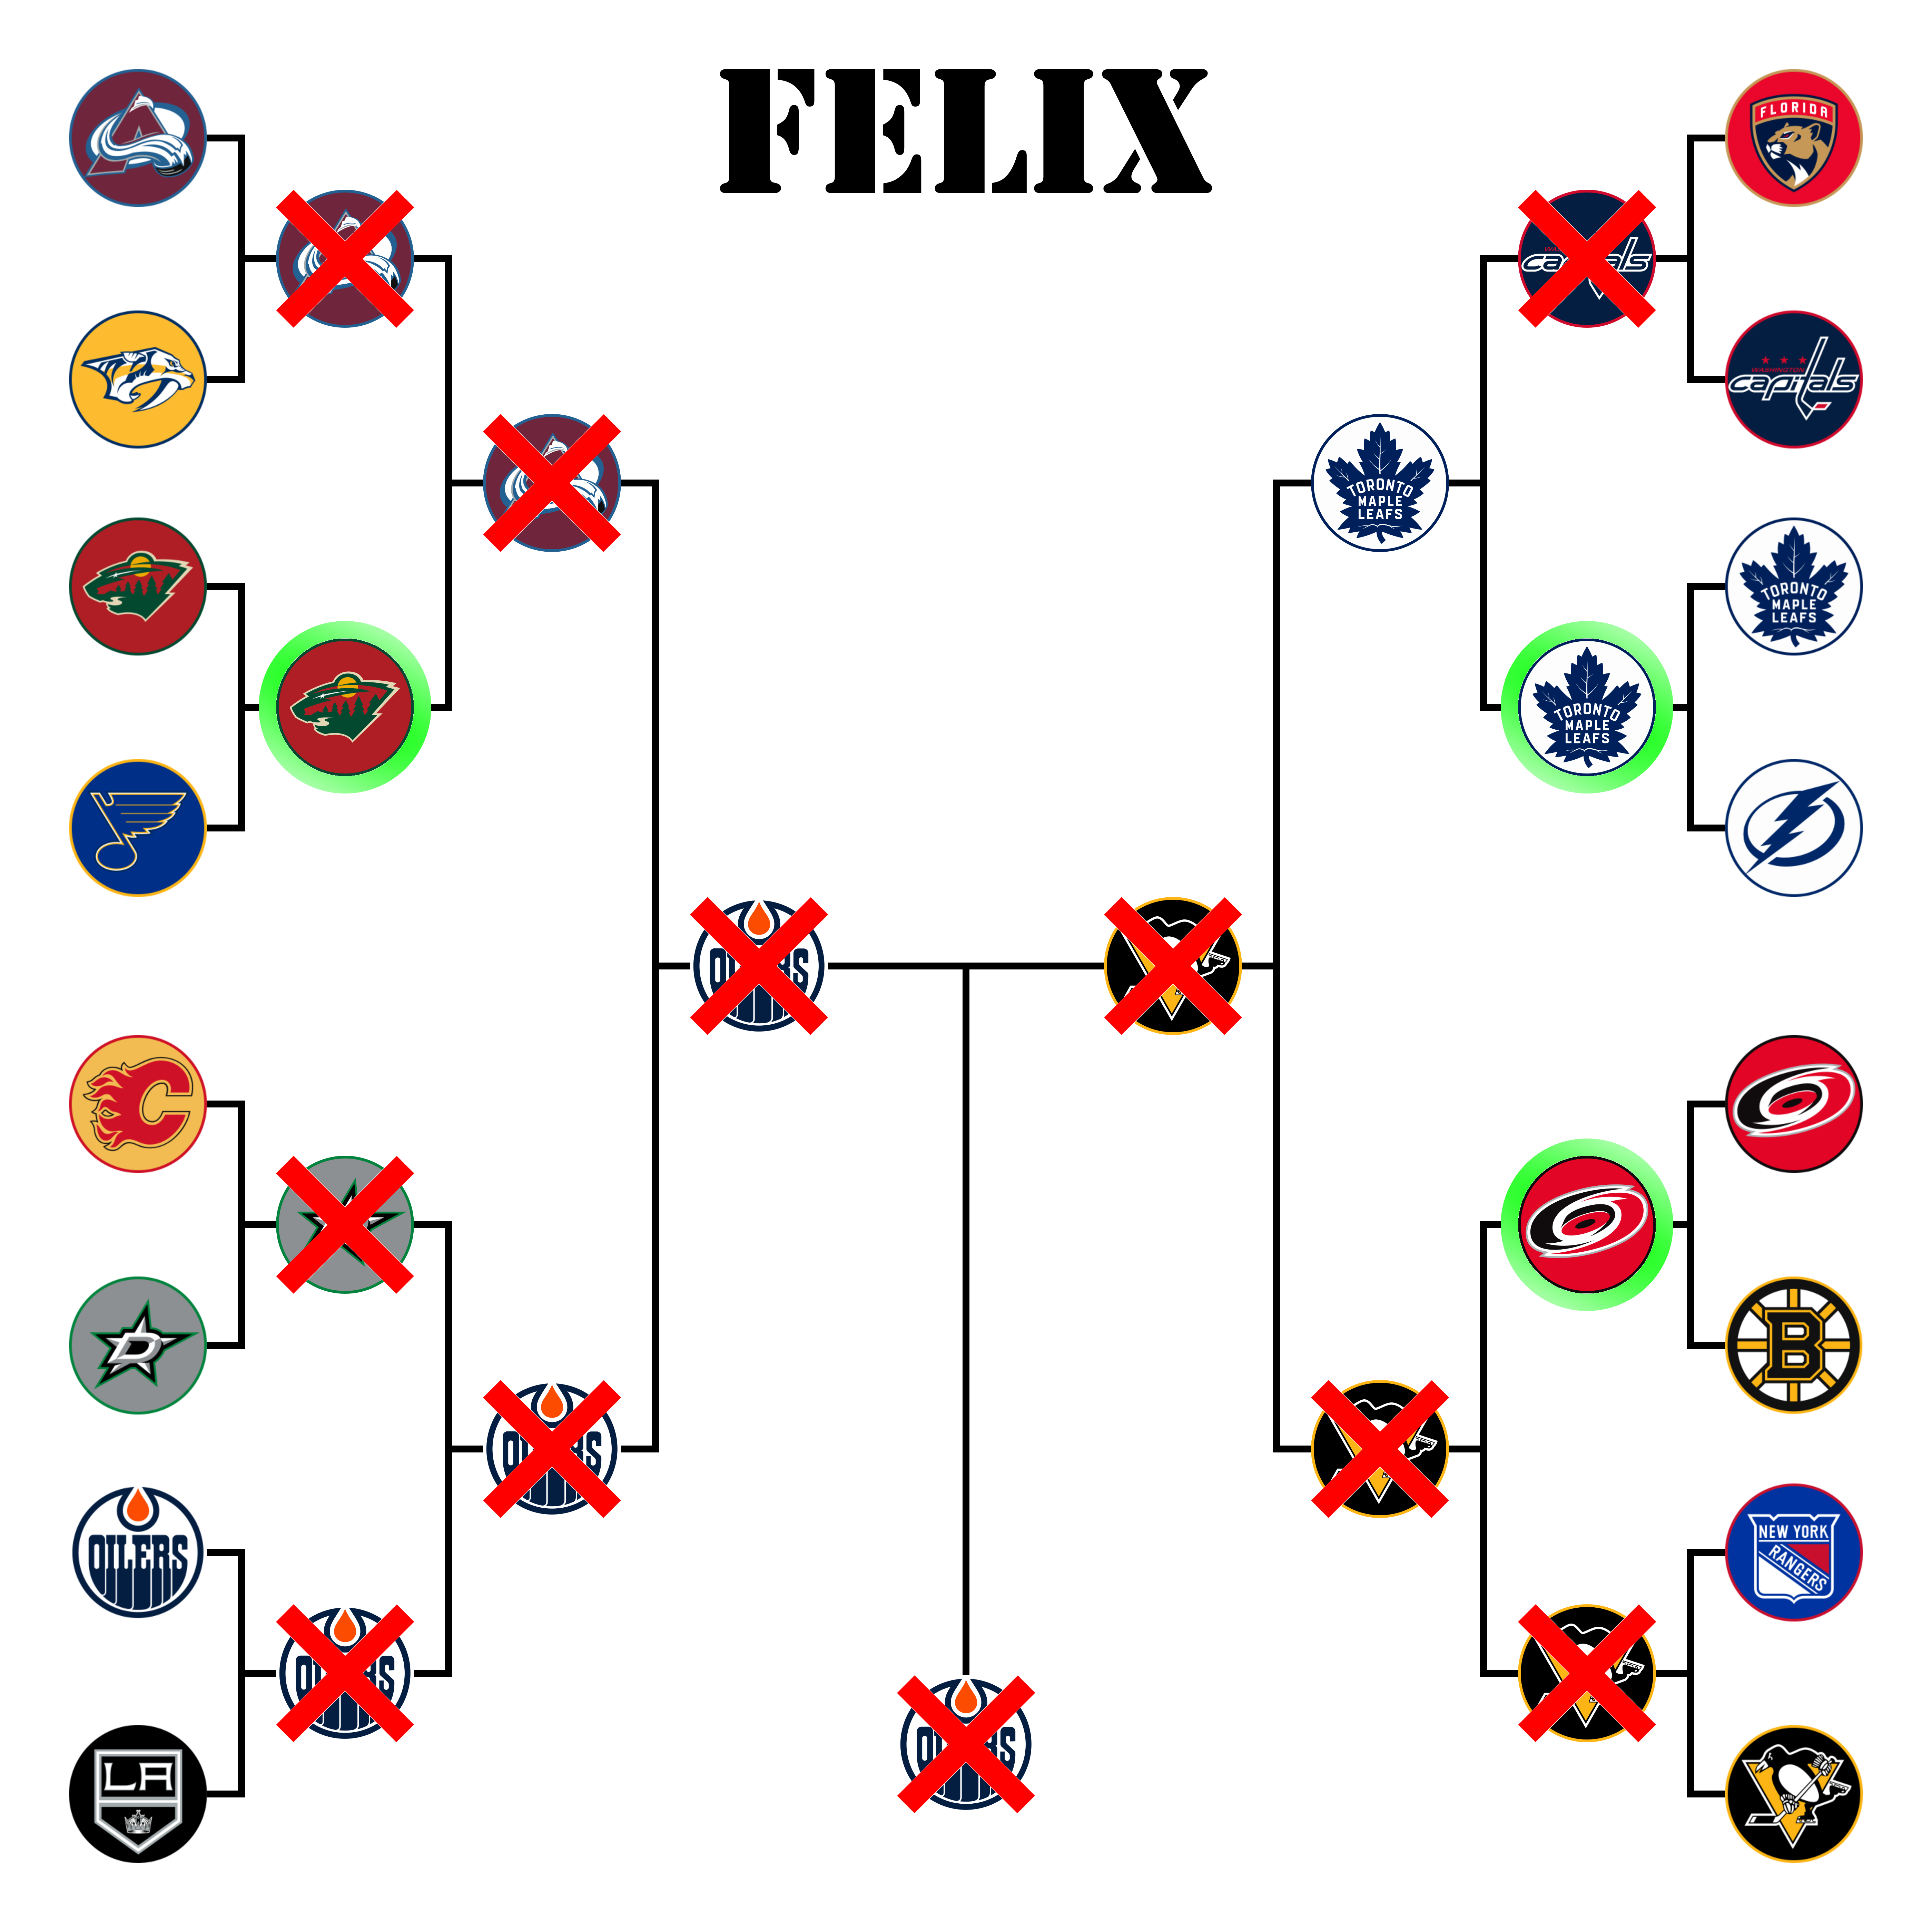 FELIX
A
FLORIDA
WASHINGTON
capitals
TORONTO
MAPLE
LEAFS
TORONTO
MAPLE
LEAFS
TORONTO
MAPLE
LEAFS
C
B
D
OILERS
NEW YORK
RANGERS
LA